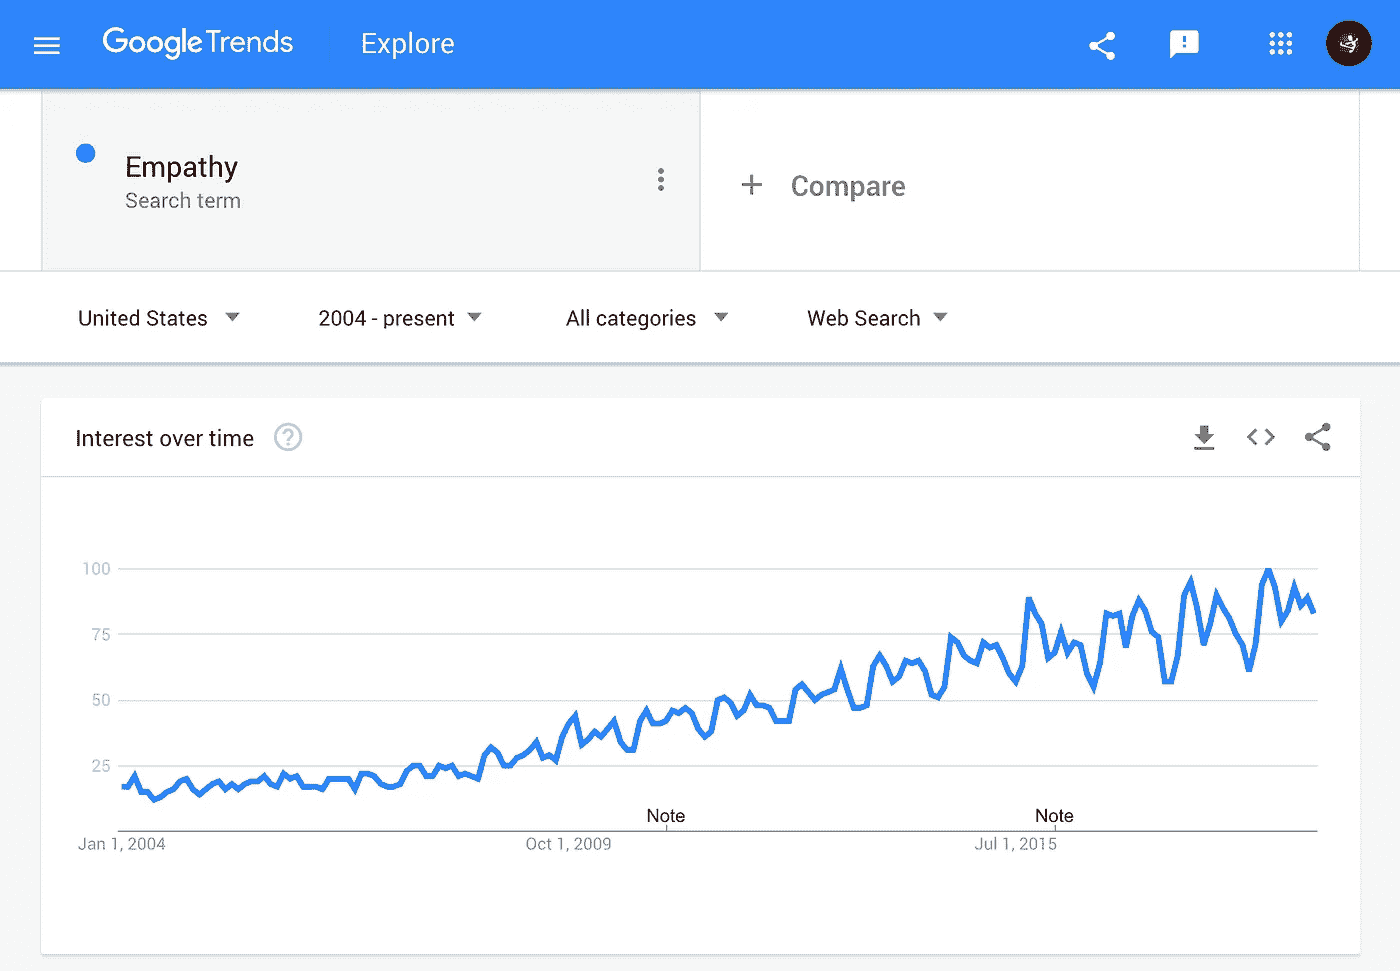 Google Trends Explore
Empathy
Search term
+ Compare
United States 2004 - present All categories Web Search
Interest over time ?
100
75
50
25
Note Note
Jan 1, 2004 Oct 1, 2009 Jul 1, 2015